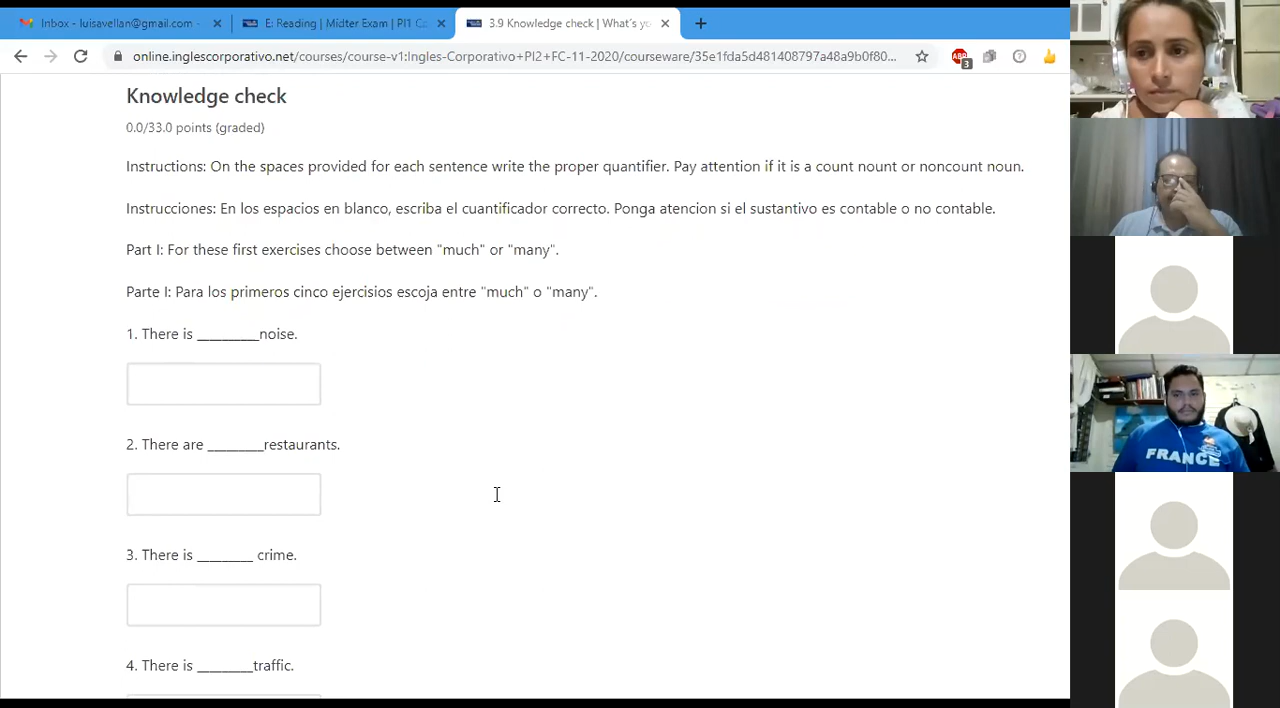 Inbox - luisavellan@gmail.com -
E: Reading | Midter Exam | PI1 Co
3.9 Knowledge check | What's yo
online.inglescorporativo.net/courses/course-v1:Ingles-Corporativo+PI2+FC-11-2020/courseware/35e1fda5d481408797a48a9b0f80...
ABP
3
Knowledge check
0.0/33.0 points (graded)
Instructions: On the spaces provided for each sentence write the proper quantifier. Pay attention if it is a count nount or noncount noun.
Instrucciones: En los espacios en blanco, escriba el cuantificador correcto. Ponga atencion si el sustantivo es contable o no contable.
Part I: For these first exercises choose between "much" or "many".
Parte I: Para los primeros cinco ejercisios escoja entre "much" o "many".
1. There is _________noise.
2. There are ________restaurants.
3. There is ________ crime.
4. There is ________traffic.
FRANCE